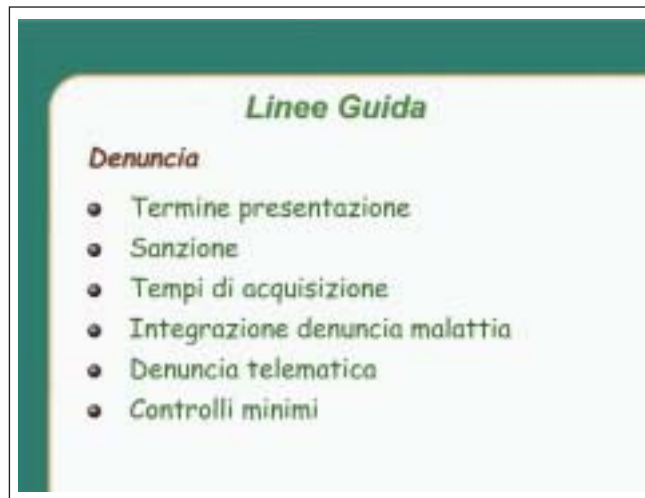 Linee Guida
Denuncia
Termine presentazione
Sanzione
Tempi di acquisizione
Integrazione denuncia malattia
Denuncia telematica
Controlli minimi